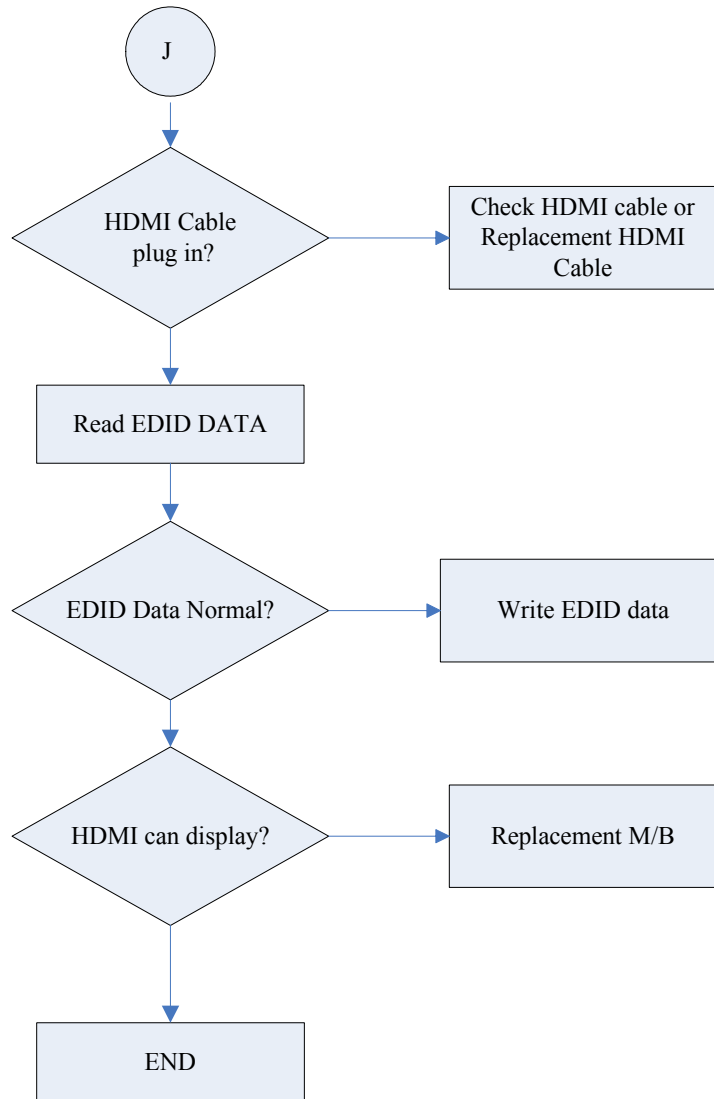 J
HDMI Cable
plug in?
Check HDMI cable or
Replacement HDMI
Cable
Read EDID DATA
EDID Data Normal?
Write EDID data
HDMI can display?
Replacement M/B
END